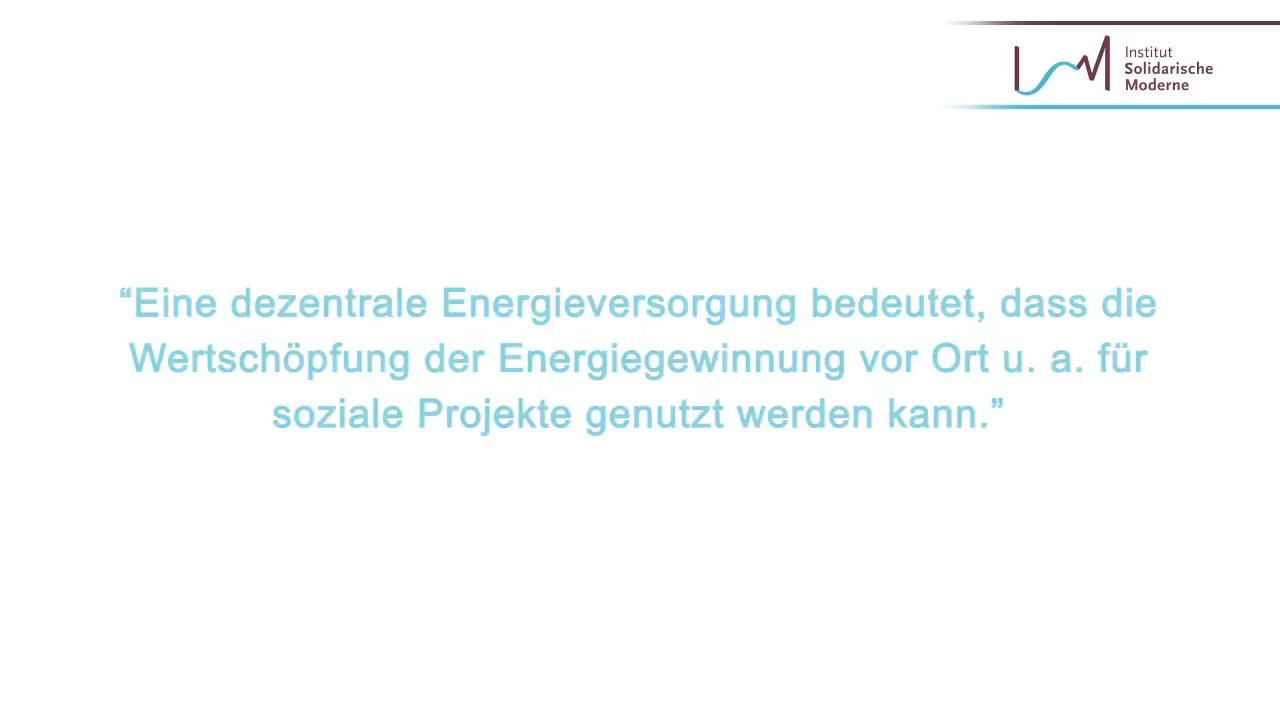 Institut
Solidarische
Moderne
“Eine dezentrale Energieversorgung bedeutet, dass die
Wertschöpfung der Energiegewinnung vor Ort u. a. für
soziale Projekte genutzt werden kann.”